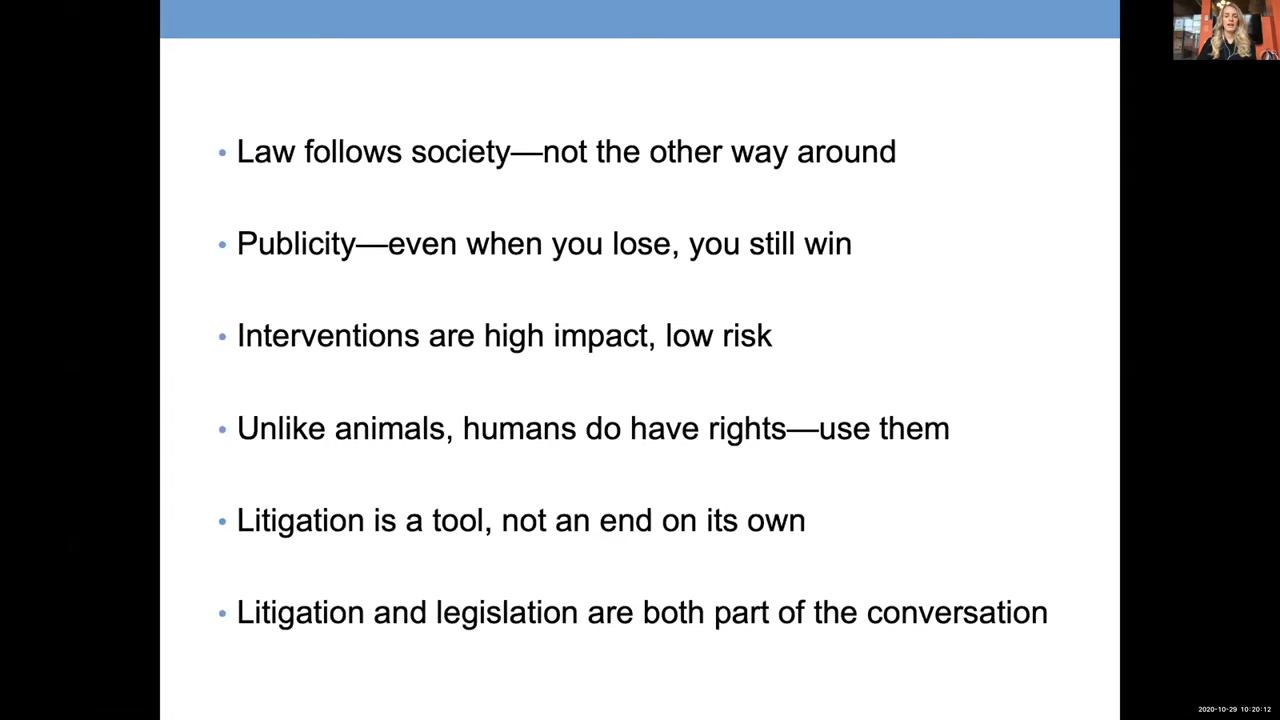 • Law follows society—not the other way around
• Publicity—even when you lose, you still win
• Interventions are high impact, low risk
• Unlike animals, humans do have rights—use them
• Litigation is a tool, not an end on its own
• Litigation and legislation are both part of the conversation
2020-10-29 10:20:12